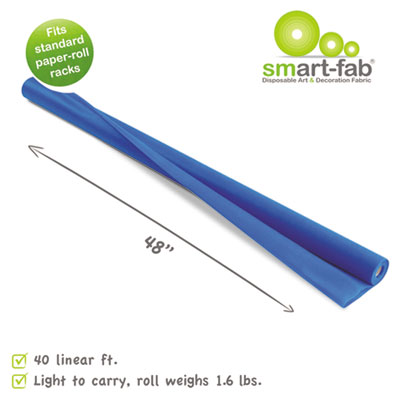 Fits
standard
paper-roll
racks
smart-fab®
Disposable Art & Decoration Fabric
48"
40 linear ft.
Light to carry, roll weighs 1.6 lbs.